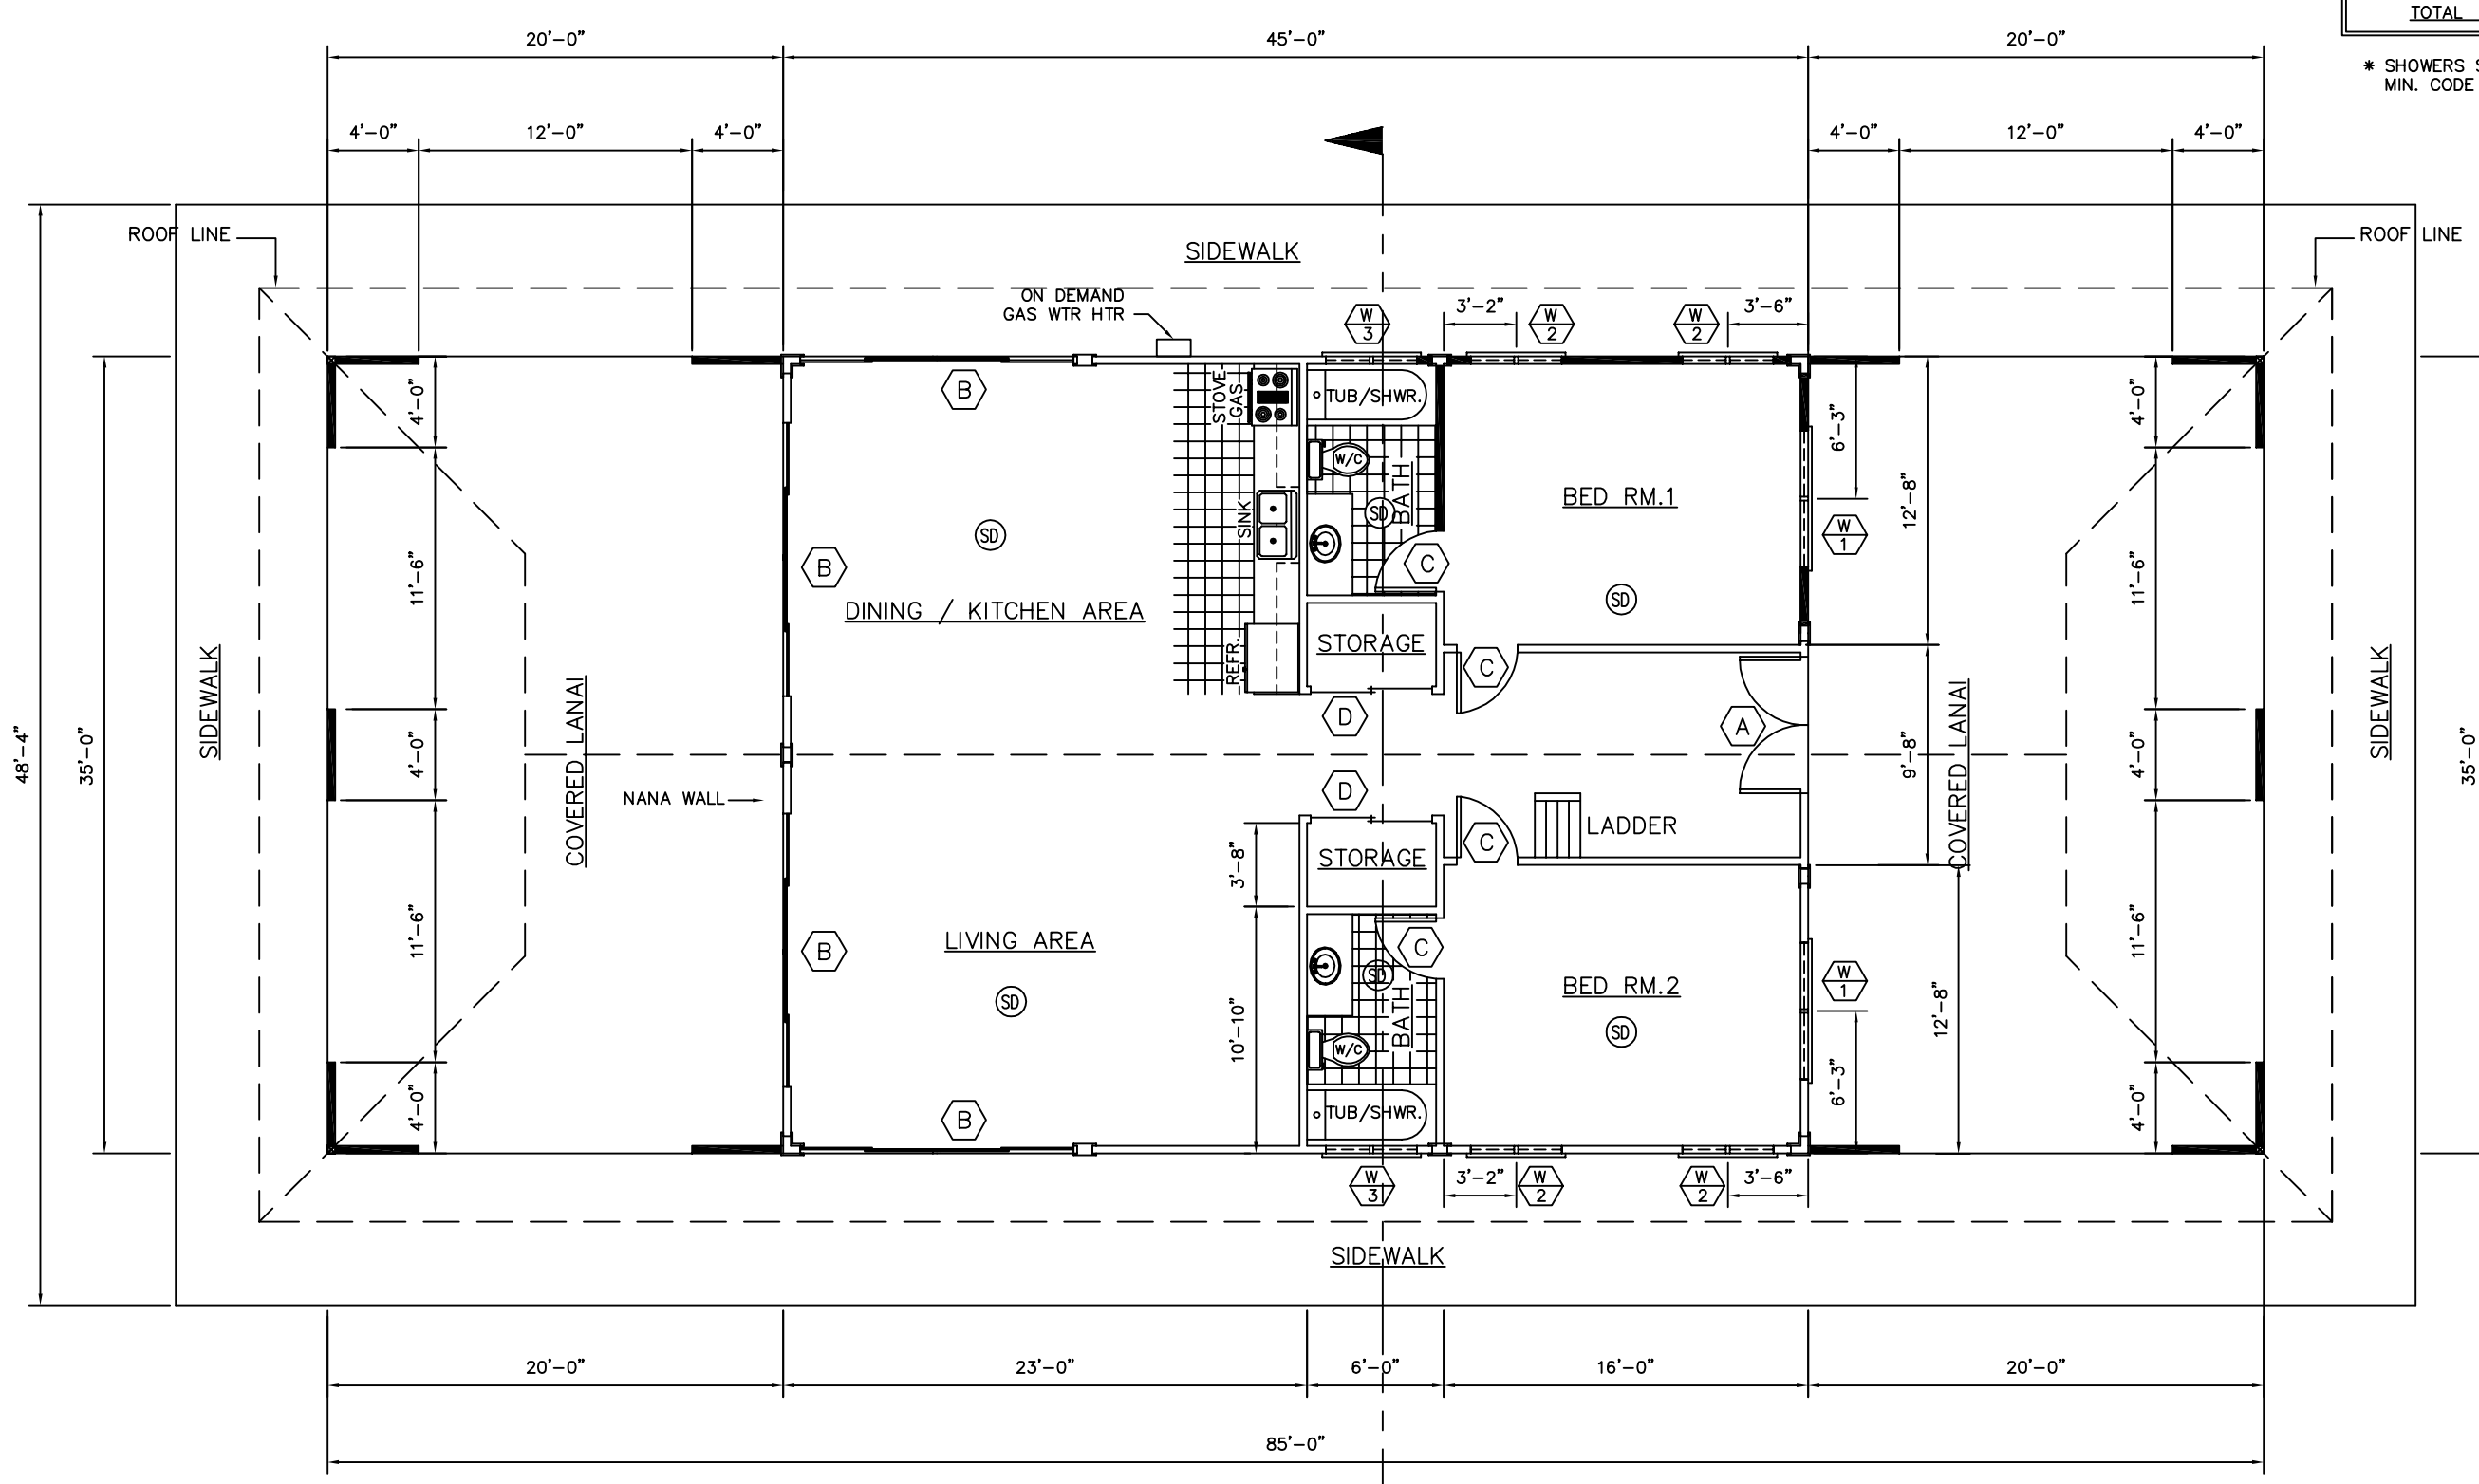 TOTAL
* SHOWERS S
MIN. CODE
20'-0"
45'-0"
20'-0"
4'-0"
12'-0"
4'-0"
4'-0"
12'-0"
4'-0"
ROOF LINE
SIDEWALK
ROOF LINE
ON DEMAND
GAS WTR HTR
W
3
3'-2"
W
2
W
2
3'-6"
B
STOVE
GAS
TUB/SHWR.
4'-0"
6'-3"
4'-0"
W/C
BATH
BED RM.1
12'-8"
SD
SINK
SD
W
1
B
C
11'-6"
11'-6"
DINING / KITCHEN AREA
SD
STORAGE
REFR.
C
SIDEWALK
COVERED LANAI
D
A
COVERED LANAI
SIDEWALK
48'-4"
35'-0"
4'-0"
9'-8"
4'-0"
35'-0"
NANA WALL
D
LADDER
C
3'-8"
STORAGE
11'-6"
B
LIVING AREA
C
11'-6"
SD
SD
BED RM.2
W
1
10'-10"
BATH
SD
12'-8"
W/C
6'-3"
4'-0"
B
TUB/SHWR.
4'-0"
W
3
3'-2"
W
2
W
2
3'-6"
SIDEWALK
20'-0"
23'-0"
6'-0"
16'-0"
20'-0"
85'-0"